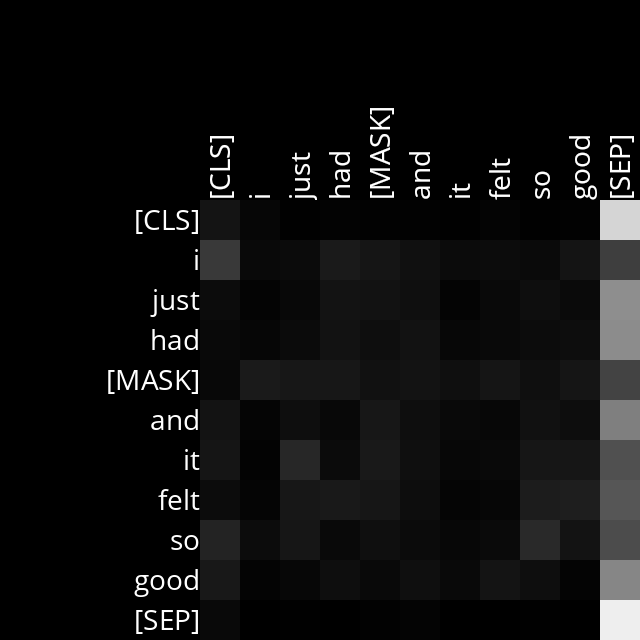 [CLS] i just had [MASK] and it felt so good [SEP]
[CLS]
i
just
had
[MASK]
and
it
felt
so
good
[SEP]